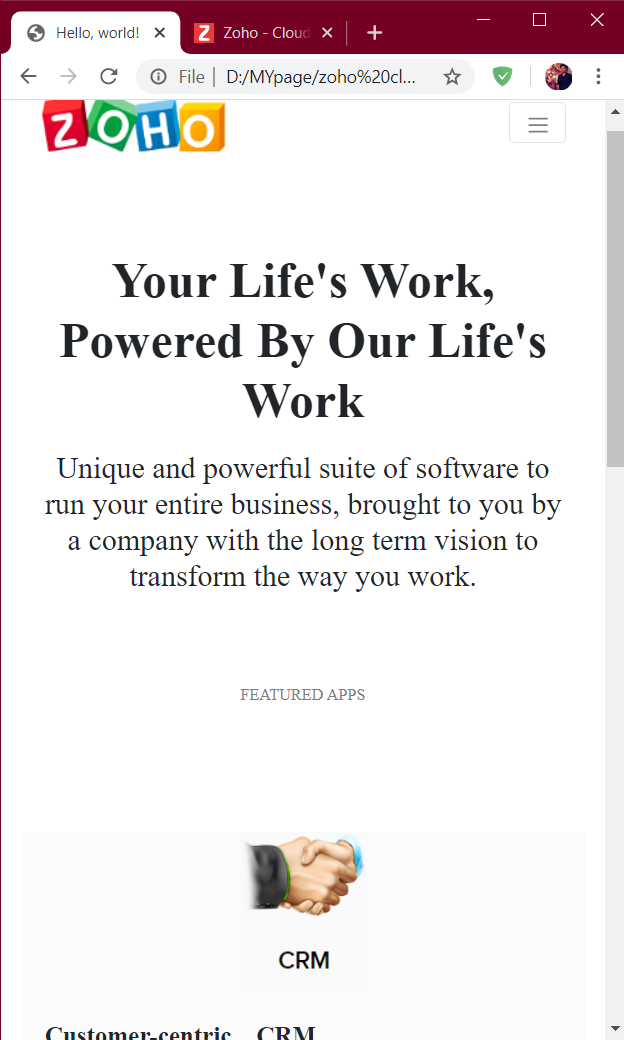 Hello, world!
Zoho - Cloud
File
D:/MYpage/zoho%20cl...
ZOHO
Your Life's Work,
Powered By Our Life's
Work
Unique and powerful suite of software to
run your entire business, brought to you by
a company with the long term vision to
transform the way you work.
FEATURED APPS
CRM
Customer-centric CRM